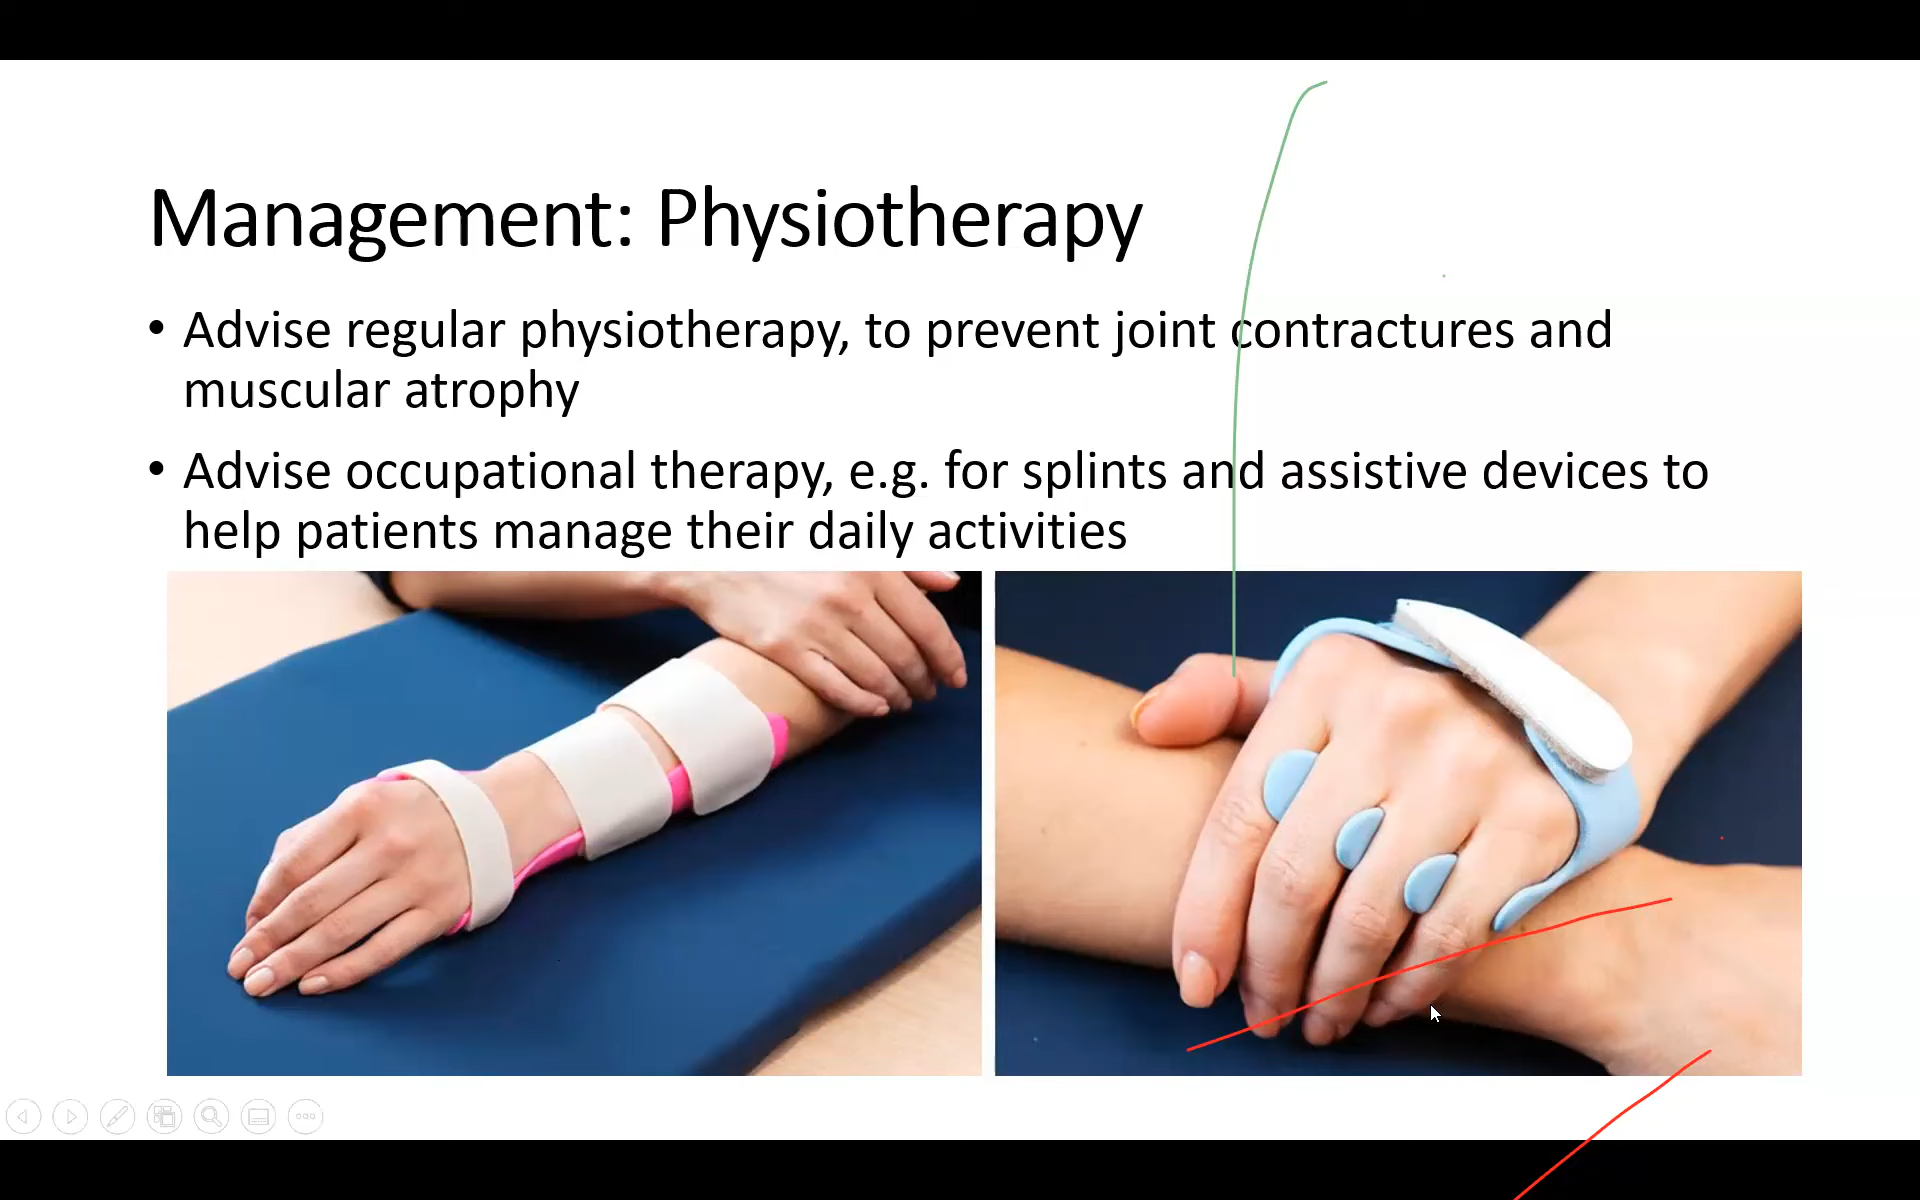 Management: Physiotherapy
• Advise regular physiotherapy, to prevent joint contractures and
muscular atrophy
• Advise occupational therapy, e.g. for splints and assistive devices to
help patients manage their daily activities